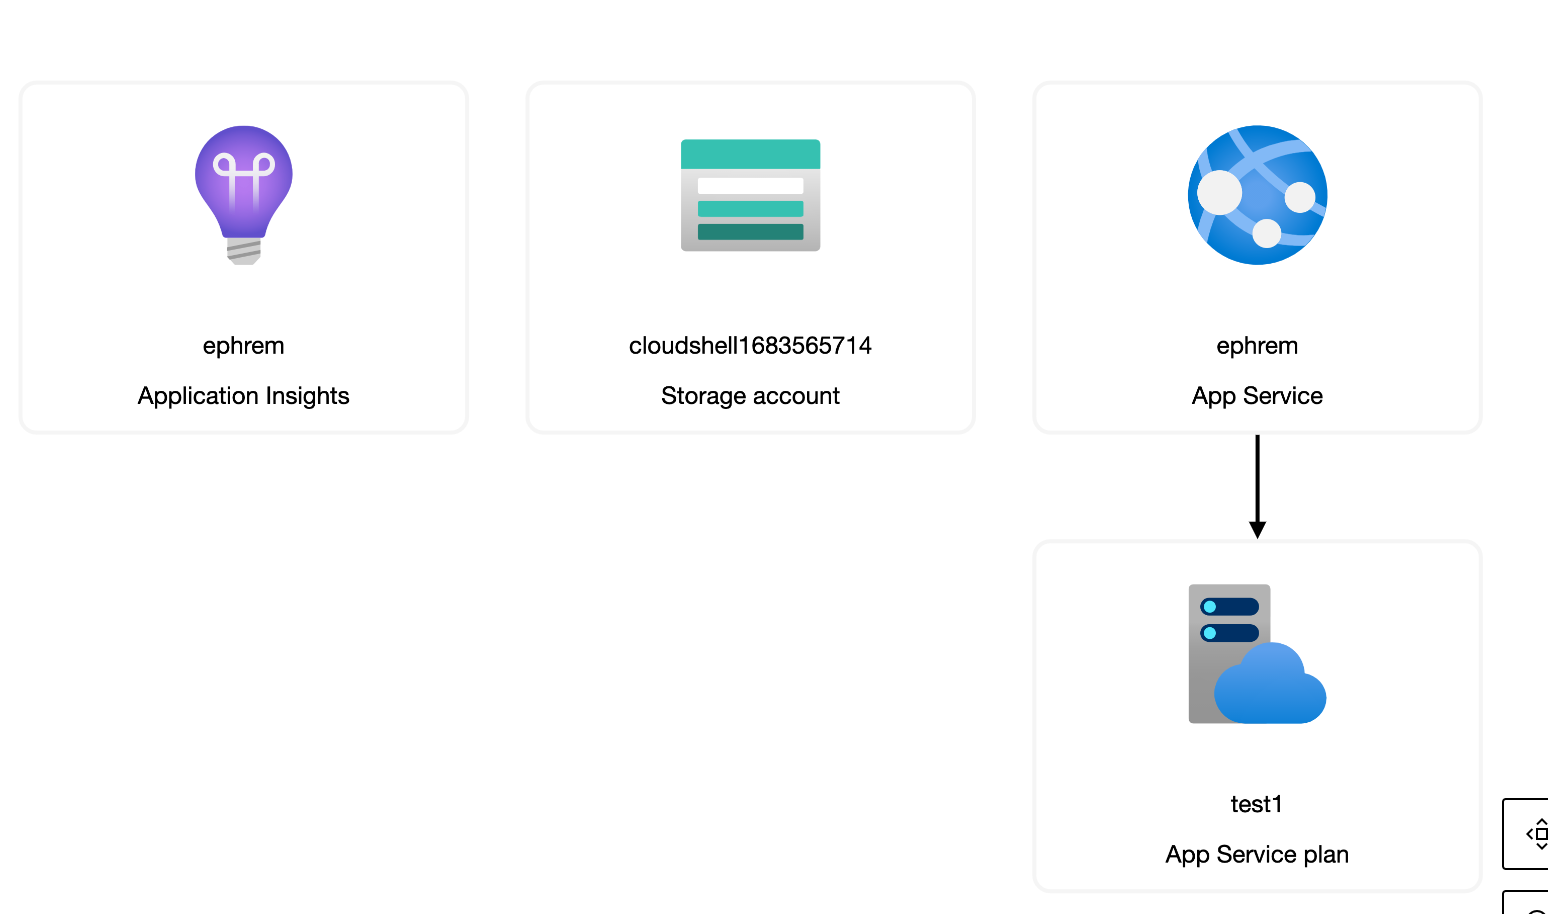 ephrem
Application Insights
cloudshell1683565714
Storage account
ephrem
App Service
test1
App Service plan